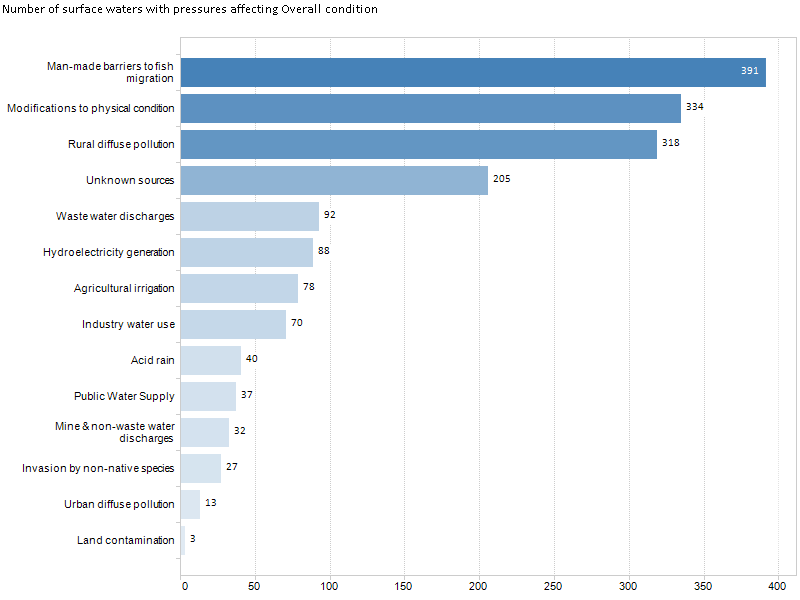 Number of surface waters with pressures affecting Overall condition
Man-made barriers to fish
migration
391
Modifications to physical condition
334
Rural diffuse pollution
318
Unknown sources
205
Waste water discharges
92
Hydroelectricity generation
88
Agricultural irrigation
78
Industry water use
70
Acid rain
40
Public Water Supply
37
Mine & non-waste water
discharges
32
Invasion by non-native species
27
Urban diffuse pollution
13
Land contamination
3
0 50 100 150 200 250 300 350 400